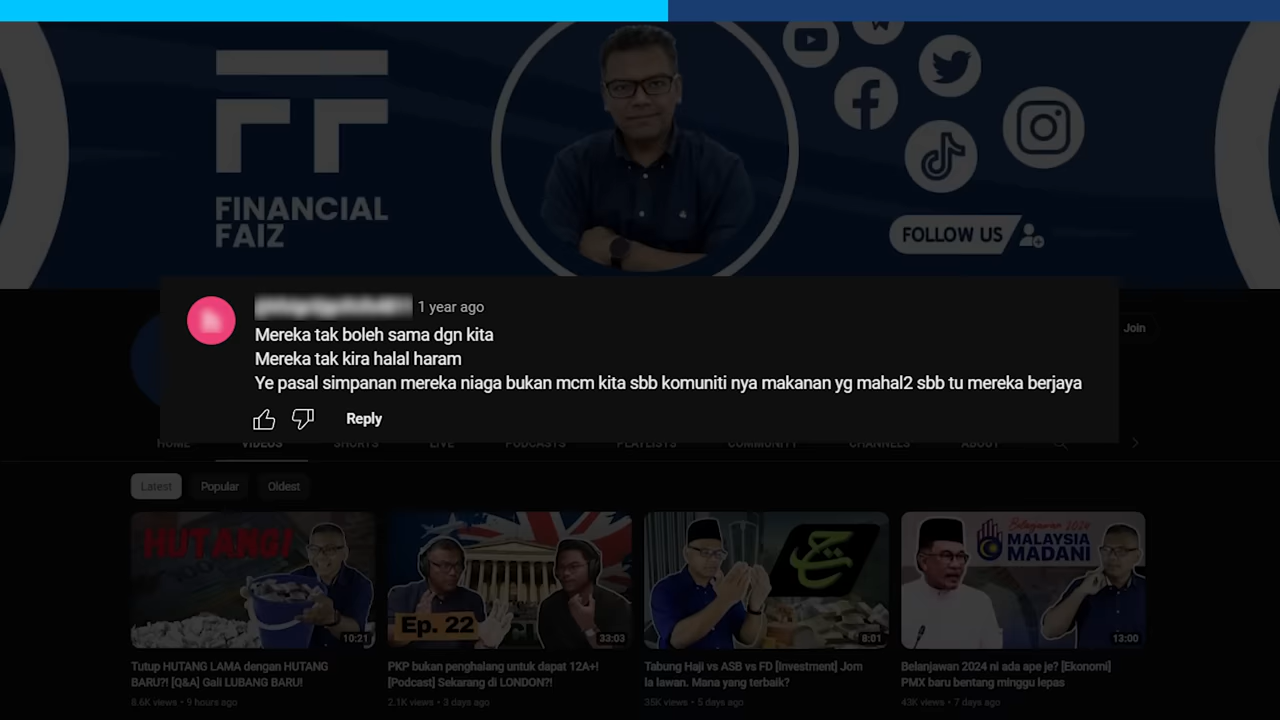 FINANCIAL
FAIZ
FOLLOW US
1 year ago
Mereka tak boleh sama dgn kita
Mereka tak kira halal haram
Ye pasal simpanan mereka niaga bukan mcm kita sbb komuniti nya makanan yg mahal2 sbb tu mereka berjaya
Reply
Join
HOME VIDEOS SHORTS LIVE PODCASTS PLAYLISTS COMMUNITY CHANNELS ABOUT
Latest Popular Oldest
HUTANG!
10:21
Ep. 22
33:03
8:01
Belanjawan 2024
MALAYSIA
MADANI
13:00
Tutup HUTANG LAMA dengan HUTANG
BARU?! [Q&A] Gali LUBANG BARU!
8.6K views • 9 hours ago
PKP bukan penghalang untuk dapat 12A+!
[Podcast] Sekarang di LONDON?!
2.1K views • 3 days ago
Tabung Haji vs ASB vs FD [Investment] Jom
la lawan. Mana yang terbaik?
35K views • 5 days ago
Belanjawan 2024 ni ada ape je? [Ekonomi]
PMX baru bentang minggu lepas
43K views • 7 days ago